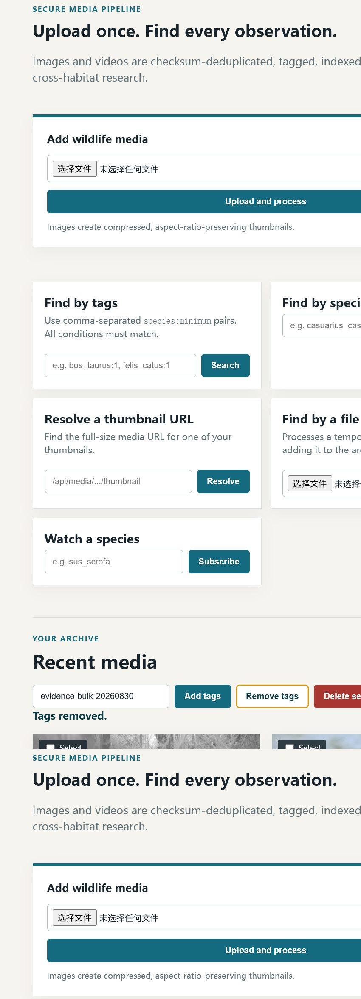 SECURE MEDIA PIPELINE
Upload once. Find every observation.
Images and videos are checksum-deduplicated, tagged, indexed
cross-habitat research.
Add wildlife media
选择文件 未选择任何文件
Upload and process
Images create compressed, aspect-ratio-preserving thumbnails.
Find by tags
Use comma-separated species:minimum pairs.
All conditions must match.
e.g. bos_taurus:1, felis_catus:1 Search
Find by speci
e.g. casuarius_cas
Resolve a thumbnail URL
Find the full-size media URL for one of your
thumbnails.
/api/media/.../thumbnail Resolve
Find by a file
Processes a tempo
adding it to the ar
选择文件 未选择
Watch a species
e.g. sus_scrofa Subscribe
YOUR ARCHIVE
Recent media
evidence-bulk-20260830 Add tags Remove tags Delete se
Tags removed.
Select Select
SECURE MEDIA PIPELINE
Upload once. Find every observation.
Images and videos are checksum-deduplicated, tagged, indexed
cross-habitat research.
Add wildlife media
选择文件 未选择任何文件
Upload and process
Images create compressed, aspect-ratio-preserving thumbnails.